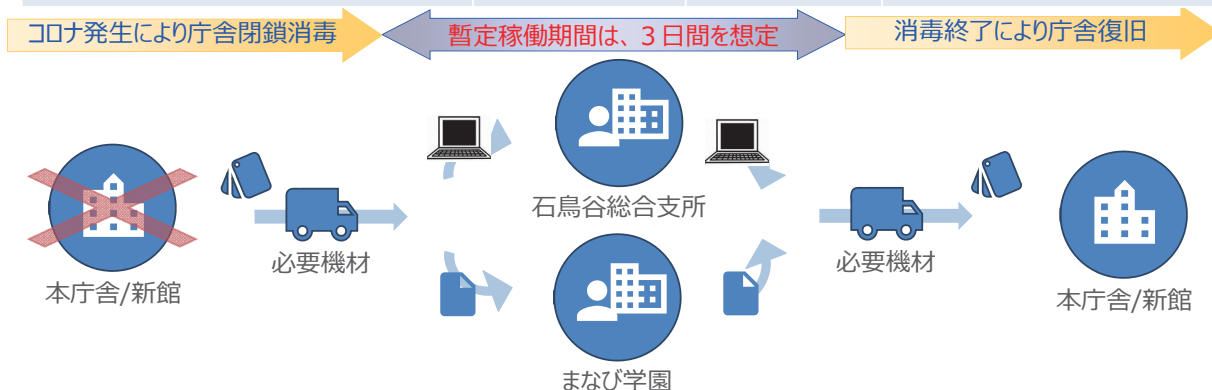 コロナ発生により庁舎閉鎖消毒
暫定稼働期間は、3日間を想定
消毒終了により庁舎復旧
本庁舎/新館
必要機材
石鳥谷総合支所
まなび学園
必要機材
本庁舎/新館